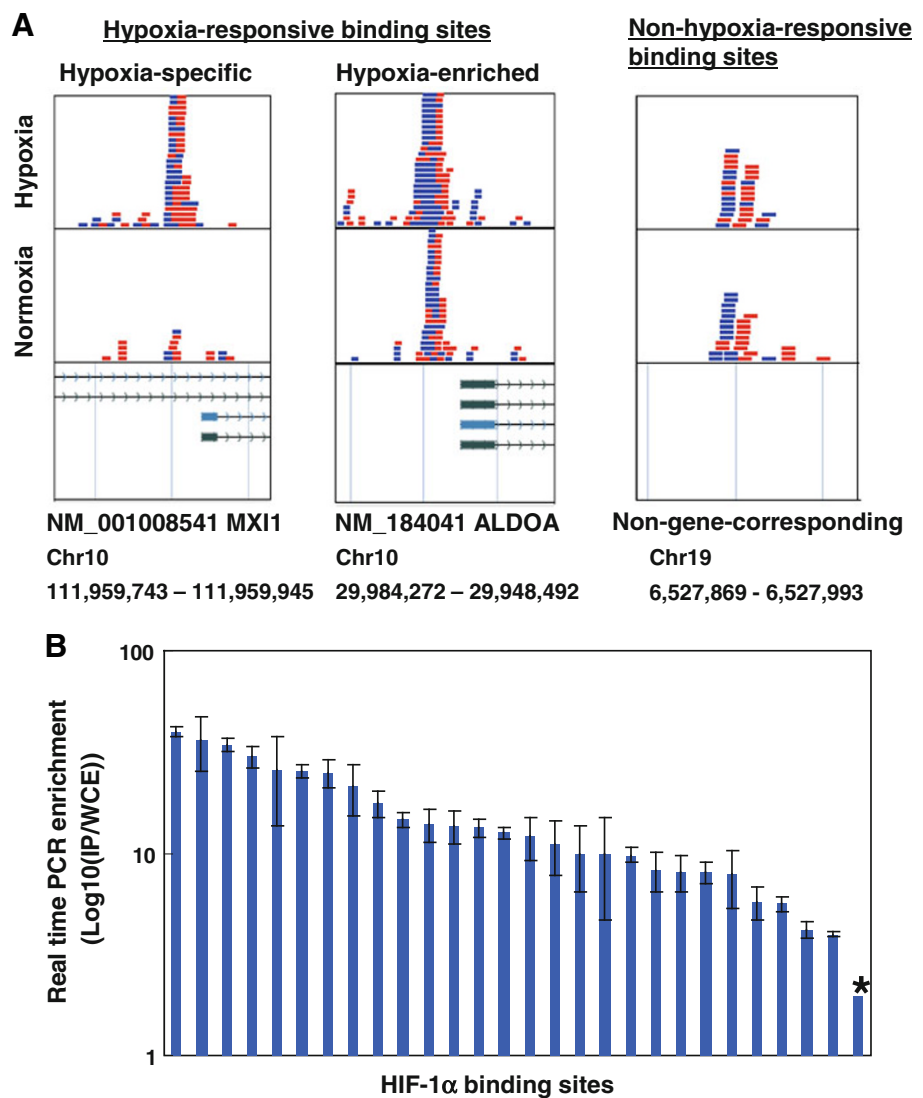 A
Hypoxia-responsive binding sites
Non-hypoxia-responsive
binding sites
Hypoxia-specific
Hypoxia-enriched
Hypoxia
Normoxia
NM_001008541 MXI1
Chr10
111,959,743 – 111,959,945
NM_184041 ALDOA
Chr10
29,984,272 – 29,948,492
Non-gene-corresponding
Chr19
6,527,869 - 6,527,993
B
Real time PCR enrichment
(Log10(IP/WCE))
100
10
1
*
HIF-1α binding sites